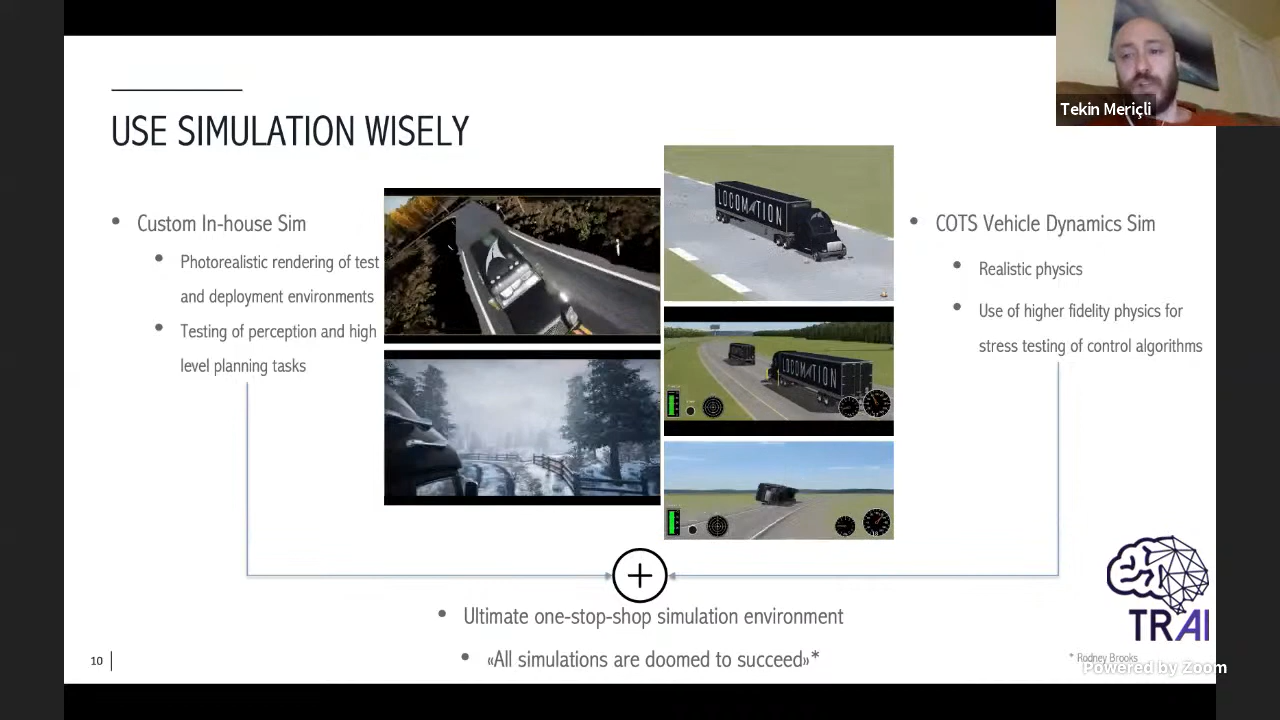 Tekin Meriçli
USE SIMULATION WISELY
• Custom In-house Sim
• Photorealistic rendering of test
and deployment environments
• Testing of perception and high
level planning tasks
LOCOMATION
LOCOMATION
• COTS Vehicle Dynamics Sim
• Realistic physics
• Use of higher fidelity physics for
stress testing of control algorithms
+
• Ultimate one-stop-shop simulation environment
• «All simulations are doomed to succeed»*
TRAI
10
* Rodney Brooks
Powered by Zoom